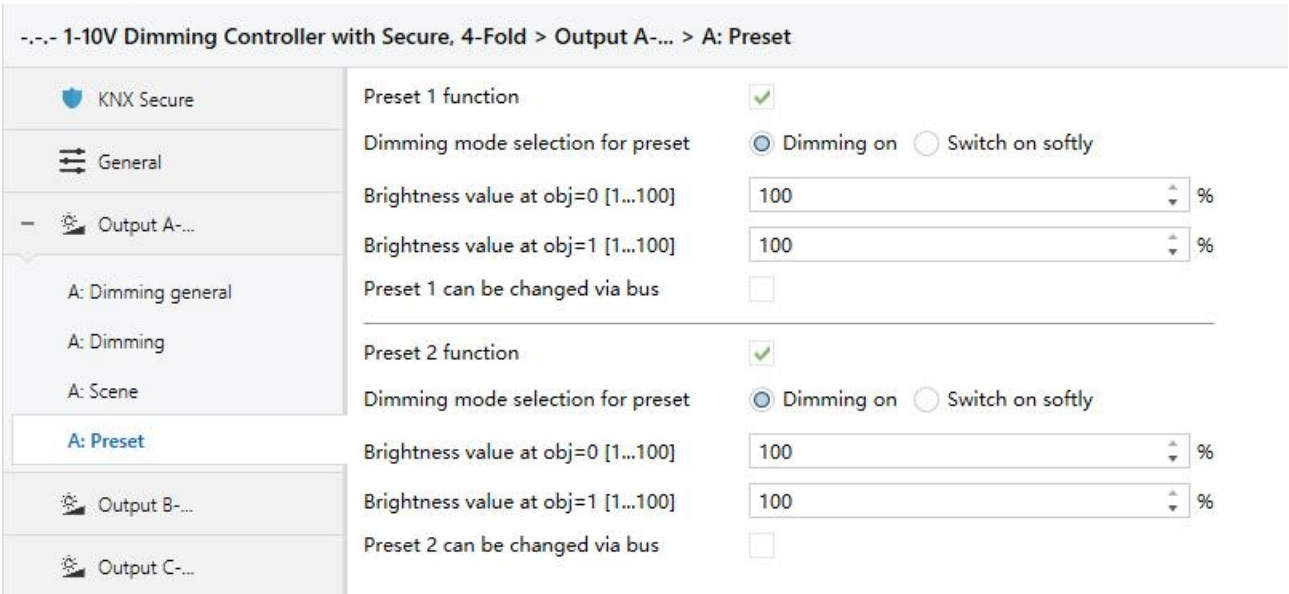 -.-.- 1-10V Dimming Controller with Secure, 4-Fold > Output A-... > A: Preset
KNX Secure
General
Output A-...
A: Dimming general
A: Dimming
A: Scene
A: Preset
Output B-...
Output C-...
Preset 1 function
Dimming mode selection for preset Dimming on Switch on softly
Brightness value at obj=0 [1...100] 100 %
Brightness value at obj=1 [1...100] 100 %
Preset 1 can be changed via bus
Preset 2 function
Dimming mode selection for preset Dimming on Switch on softly
Brightness value at obj=0 [1...100] 100 %
Brightness value at obj=1 [1...100] 100 %
Preset 2 can be changed via bus